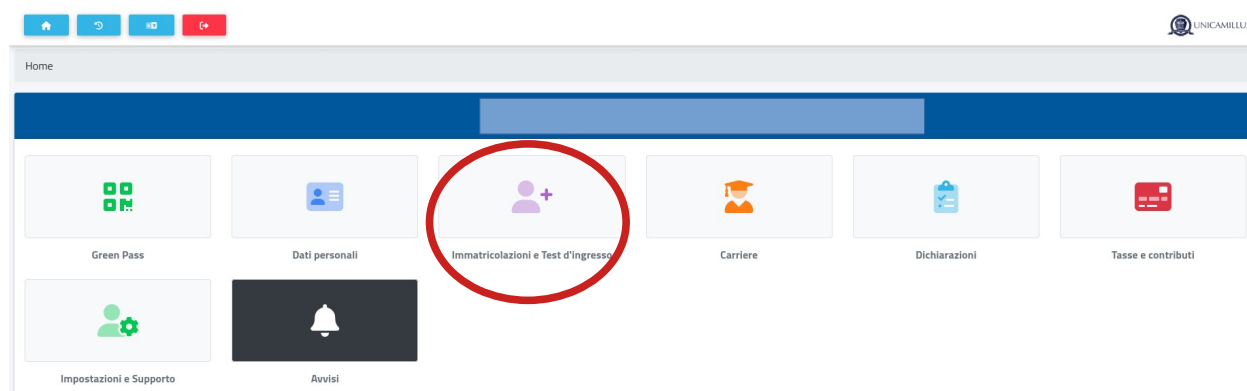 UNICAMILLU
Home
Green Pass
Dati personali
Immatricolazioni e Test d'ingresso
Carriere
Dichiarazioni
Tasse e contributi
Impostazioni e Supporto
Avvisi